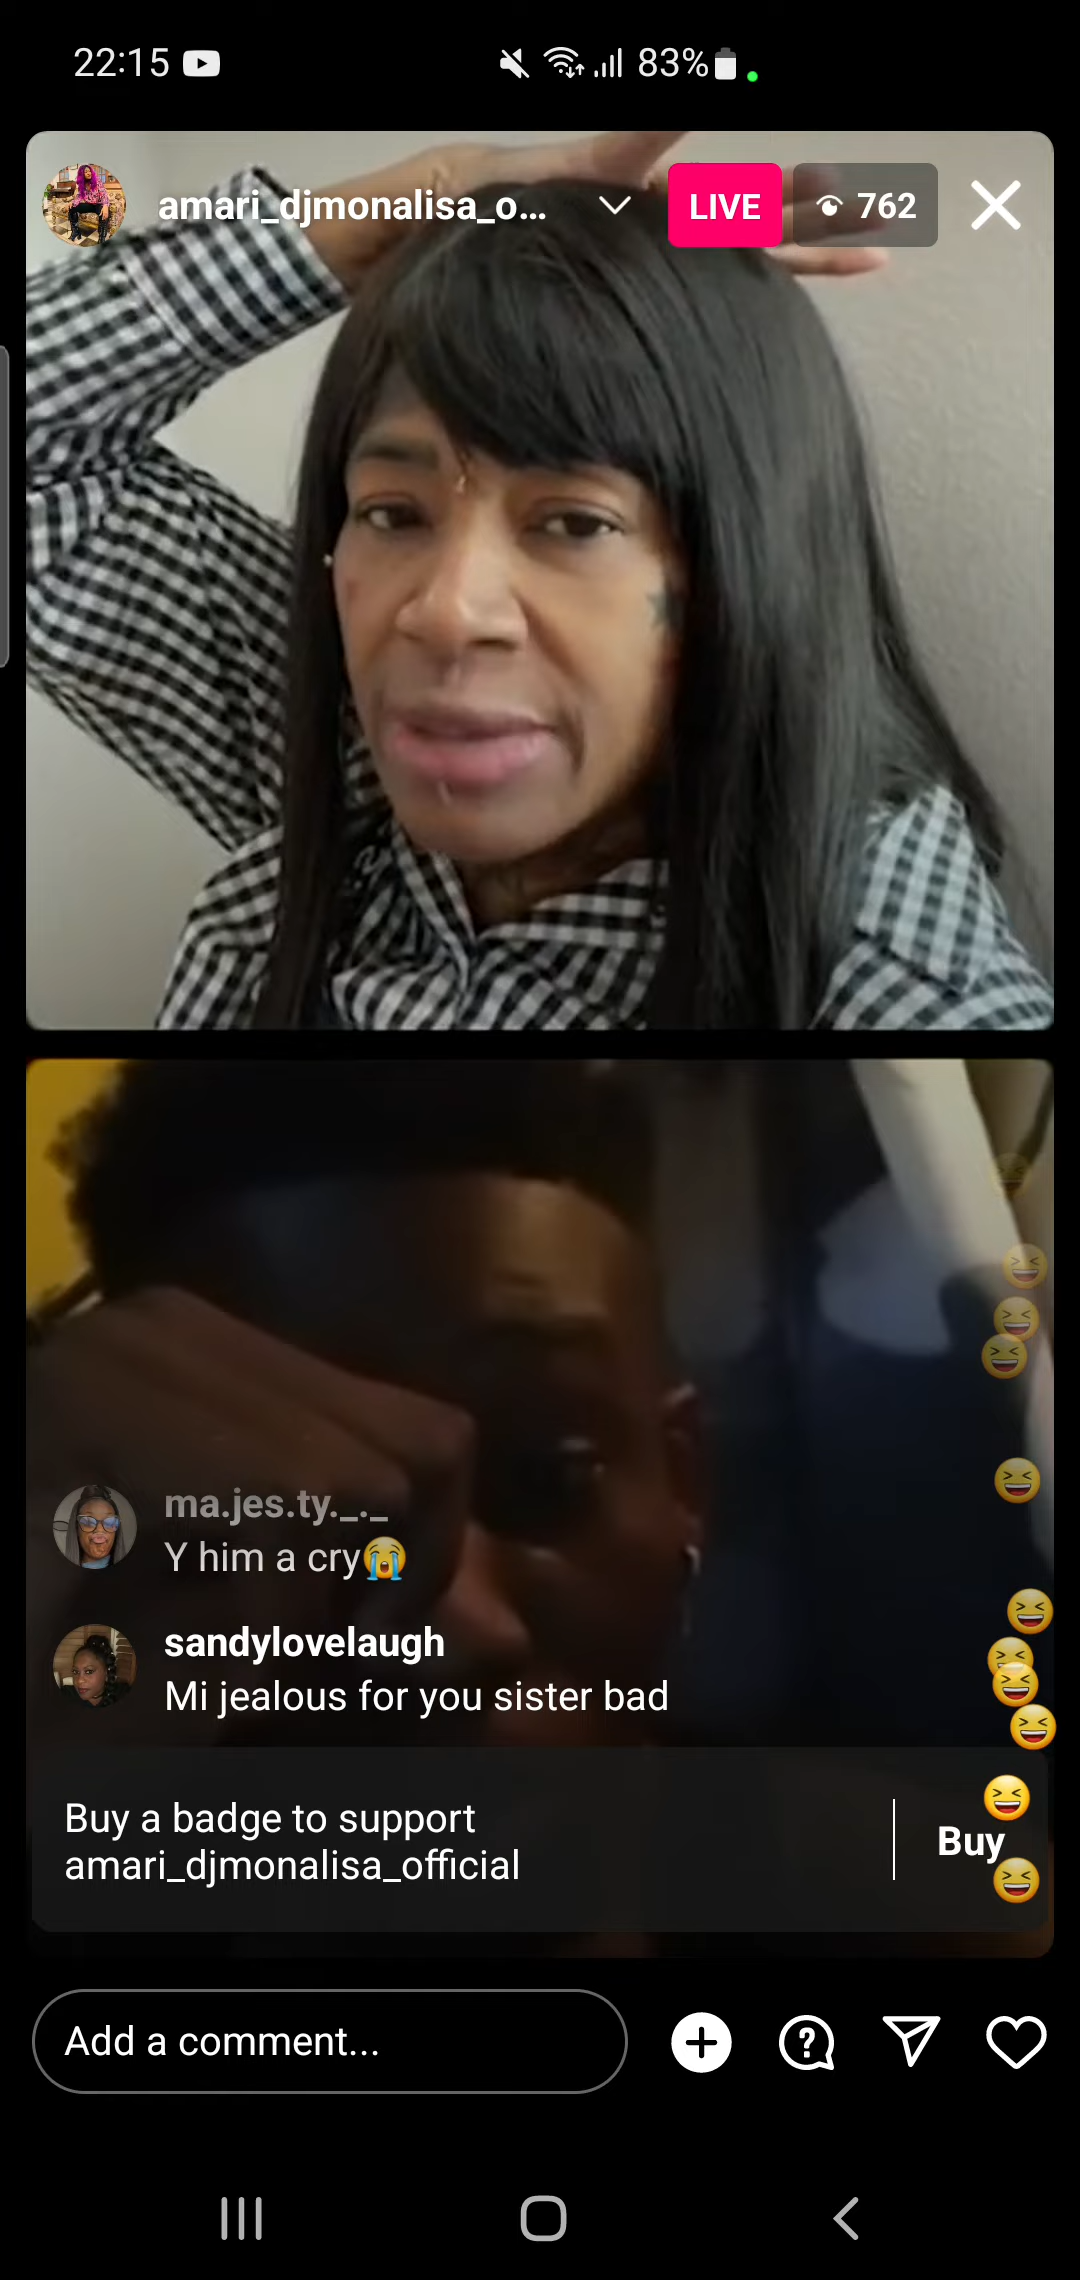 22:15
83%
amari_djmonalisa_o...
LIVE
762
ma.jes.ty._._
Y him a cry😭
sandylovelaugh
Mi jealous for you sister bad
Buy a badge to support
amari_djmonalisa_official
Buy
Add a comment...